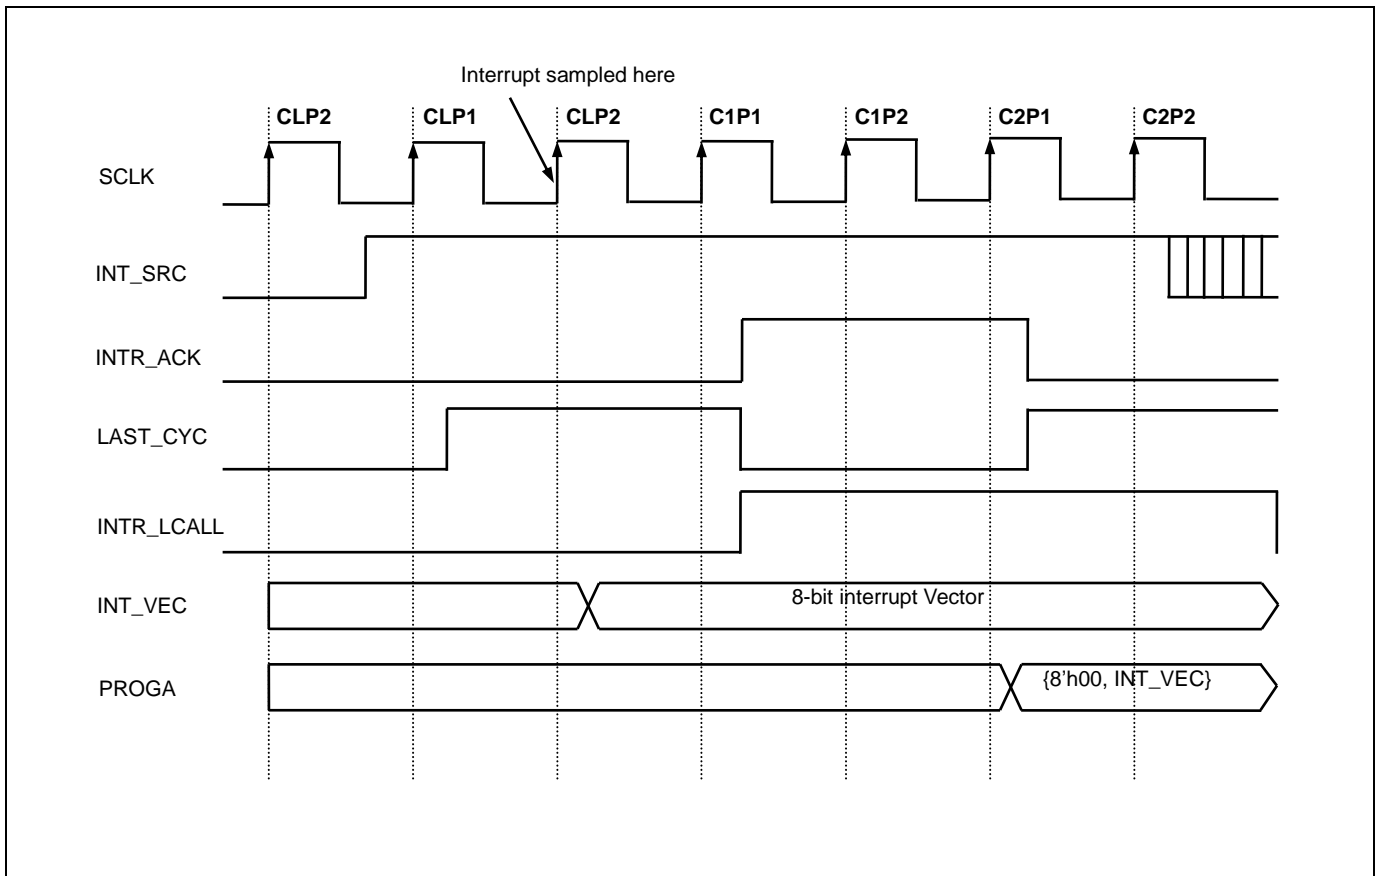 Interrupt sampled here
CLP2 CLP1 CLP2 C1P1 C1P2 C2P1 C2P2
SCLK
INT_SRC
INTR_ACK
LAST_CYC
INTR_LCALL
INT_VEC 8-bit interrupt Vector
PROGA {8'h00, INT_VEC}